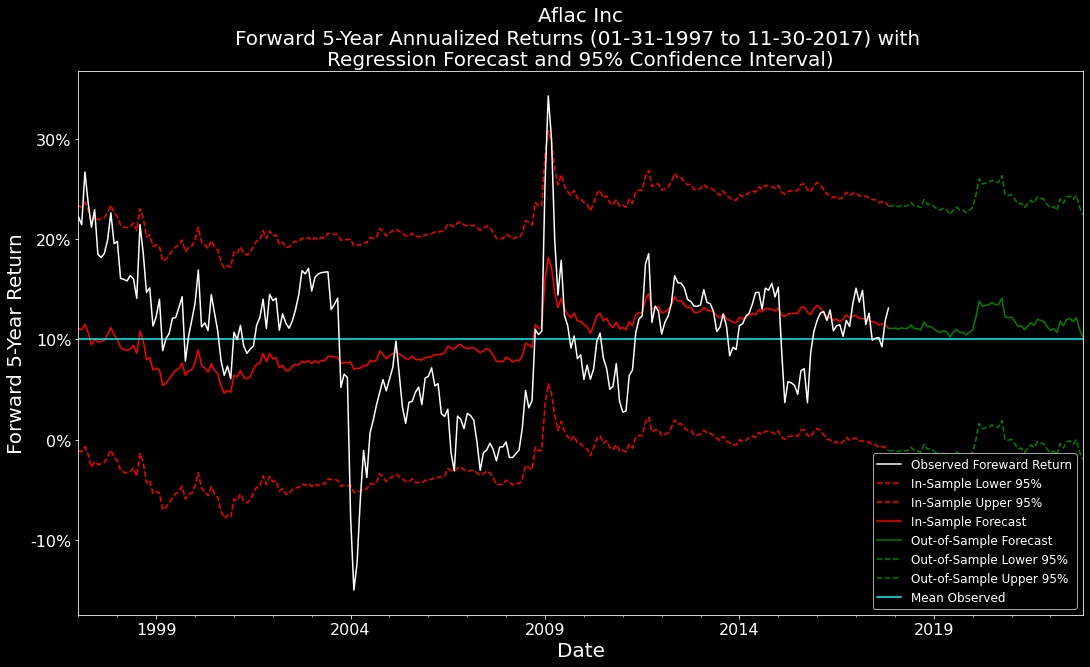 Aflac Inc
Forward 5-Year Annualized Returns (01-31-1997 to 11-30-2017) with
Regression Forecast and 95% Confidence Interval)
Forward 5-Year Return
30%
20%
10%
0%
-10%
1999
2004
2009
2014
2019
Date
Observed Foreward Return
In-Sample Lower 95%
In-Sample Upper 95%
In-Sample Forecast
Out-of-Sample Forecast
Out-of-Sample Lower 95%
Out-of-Sample Upper 95%
Mean Observed